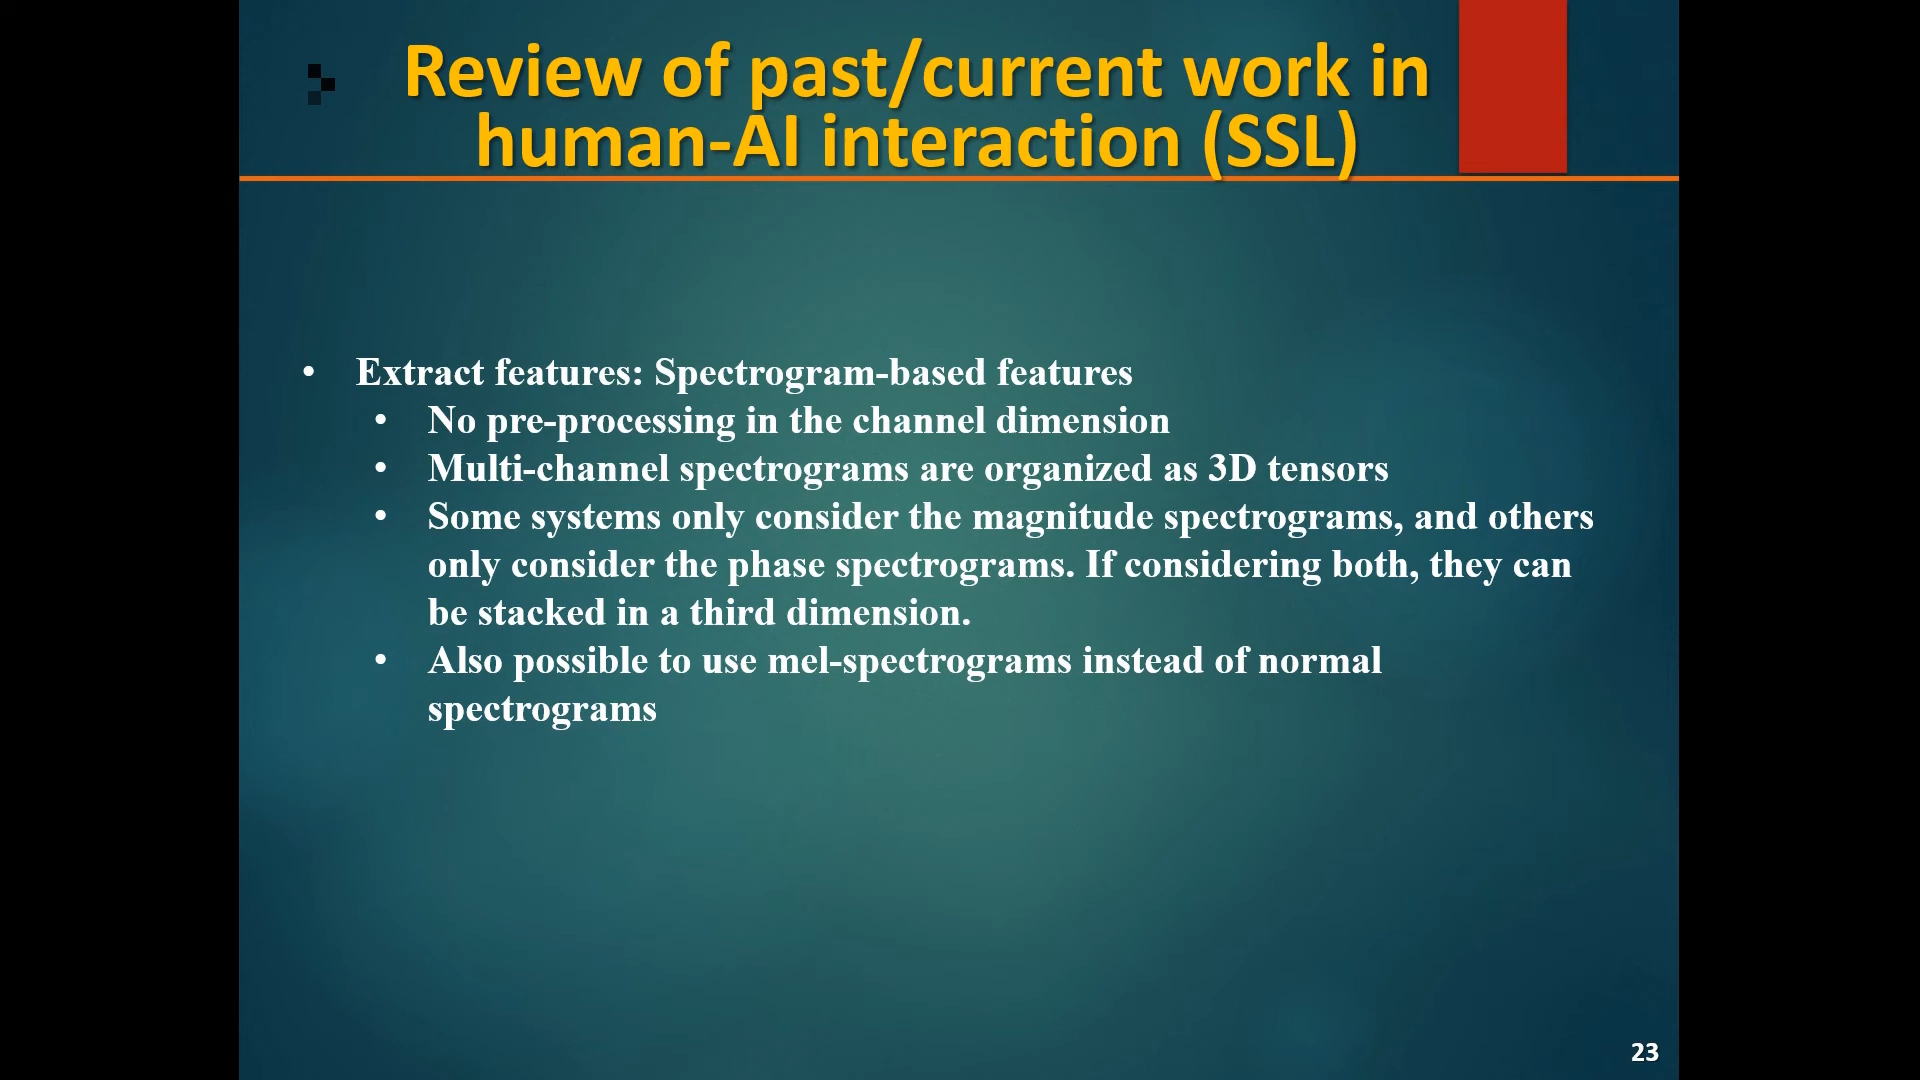 Review of past/current work in
human-AI interaction (SSL)
• Extract features: Spectrogram-based features
• No pre-processing in the channel dimension
• Multi-channel spectrograms are organized as 3D tensors
• Some systems only consider the magnitude spectrograms, and others
only consider the phase spectrograms. If considering both, they can
be stacked in a third dimension.
• Also possible to use mel-spectrograms instead of normal
spectrograms
23